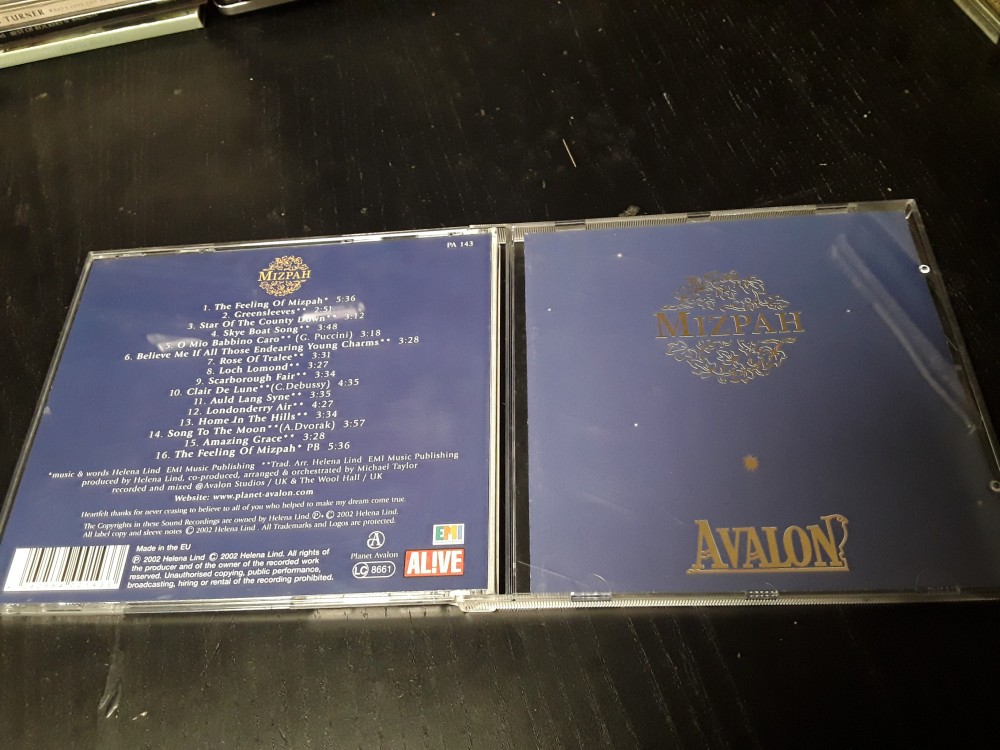 TURNER
PA 143
MIZPAH
1. The Feeling Of Mizpah* 5:36
2. Greensleeves** 2:51
3. Star Of The County Down** 3:12
4. Skye Boat Song** 3:48
5. O Mio Babbino Caro** (G. Puccini) 3:18
6. Believe Me If All Those Endearing Young Charms** 3:28
7. Rose Of Tralee** 3:31
8. Loch Lomond** 3:27
9. Scarborough Fair** 3:34
10. Clair De Lune**(C.Debussy) 4:35
11. Auld Lang Syne** 3:35
12. Londonderry Air** 4:27
13. Home In The Hills** 3:34
14. Song To The Moon**(A.Dvorak) 3:57
15. Amazing Grace** 3:28
16. The Feeling Of Mizpah* PB 5:36
*music & words Helena Lind EMI Music Publishing **Trad. Arr. Helena Lind EMI Music Publishing
produced by Helena Lind, co-produced, arranged & orchestrated by Michael Taylor
recorded and mixed @Avalon Studios / UK & The Wool Hall / UK
Website: www.planet-avalon.com
Heartfelt thanks for never ceasing to believe to all of you who helped to make my dream come true.
The Copyrights in these Sound Recordings are owned by Helena Lind ℗+© 2002 Helena Lind.
All label copy and sleeve notes © 2002 Helena Lind. All Trademarks and Logos are protected.
Made in the EU
℗ 2002 Helena Lind © 2002 Helena Lind. All rights of
the producer and of the owner of the recorded work
reserved. Unauthorised copying, public performance,
broadcasting, hiring or rental of the recording prohibited.
A
Planet Avalon
LC 8661
EMI
AL!VE
MIZPAH
AVALON